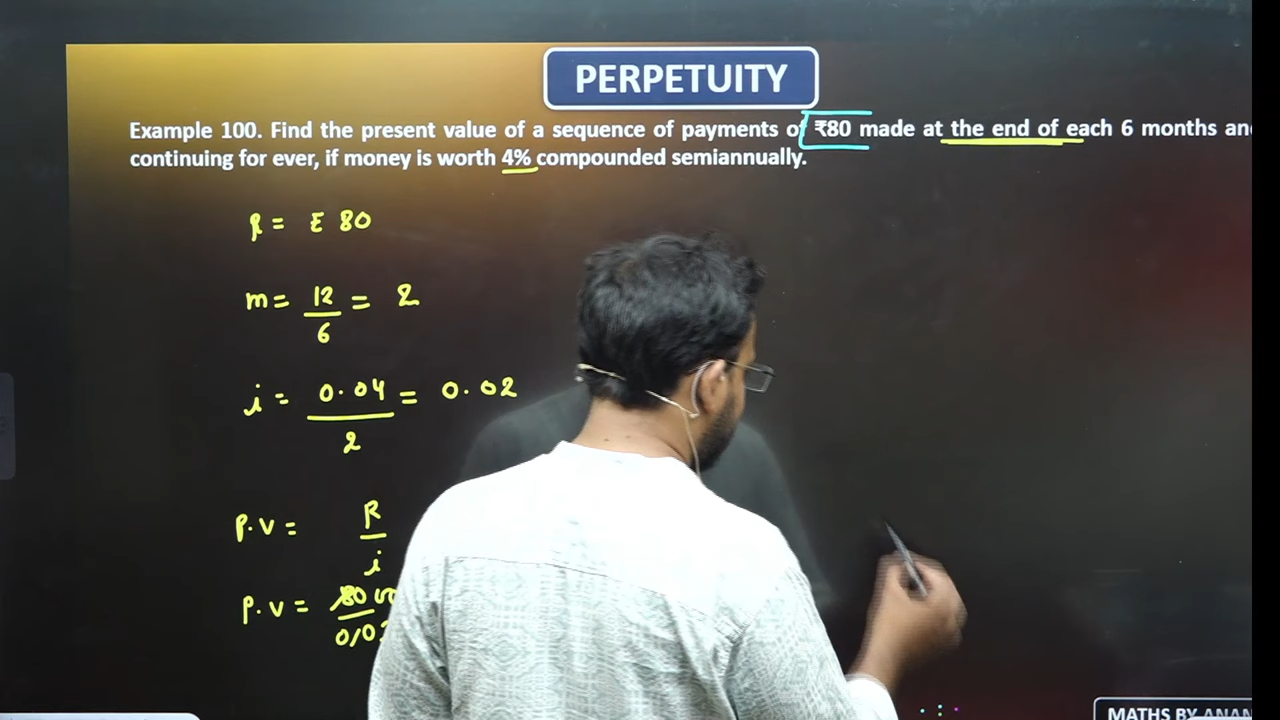 PERPETUITY
Example 100. Find the present value of a sequence of payments of ₹80 made at the end of each 6 months and
continuing for ever, if money is worth 4% compounded semiannually.
R = ₹ 80
m = 12/6 = 2
i = 0.04/2 = 0.02
P.V = R/i
P.V =
MATHS BY